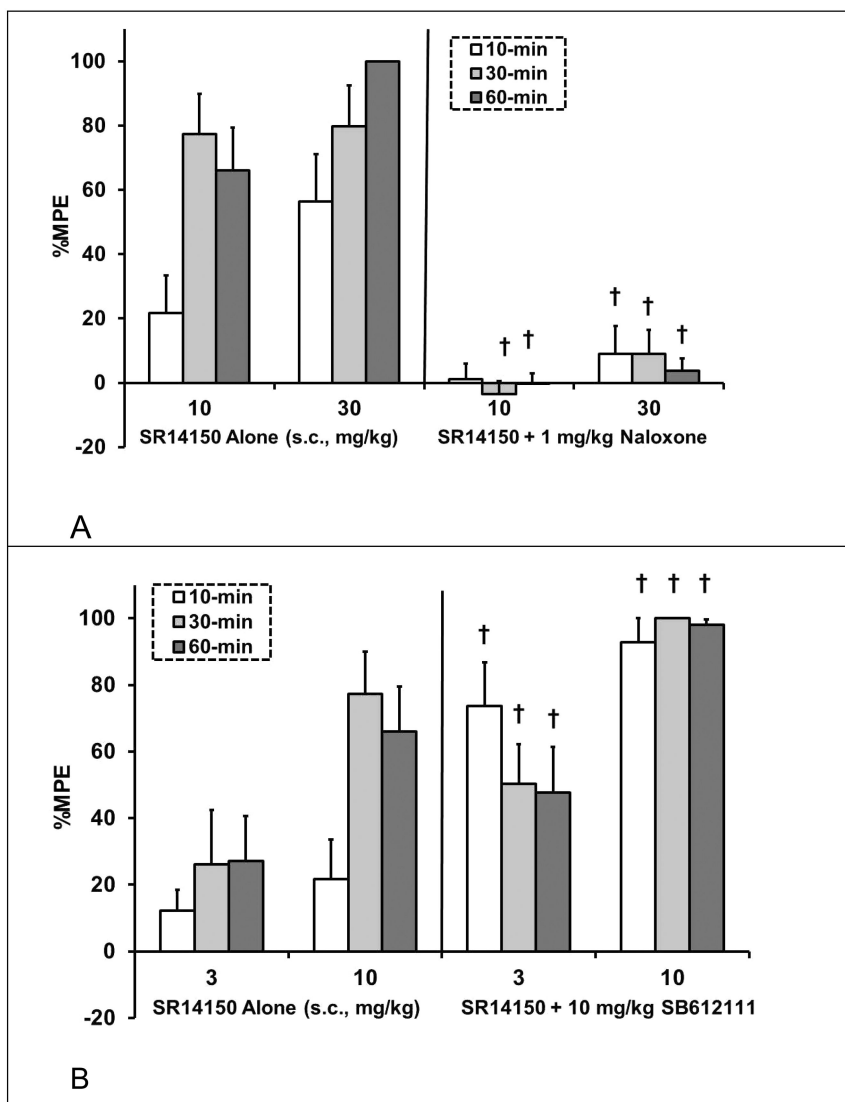 10-min
30-min
60-min
100
80
60
40
20
0
-20
%MPE
† † † † †
10 30 10 30
SR14150 Alone (s.c., mg/kg) SR14150 + 1 mg/kg Naloxone
A
10-min
30-min
60-min
100
80
60
40
20
0
-20
%MPE
† † † † † †
3 10 3 10
SR14150 Alone (s.c., mg/kg) SR14150 + 10 mg/kg SB612111
B